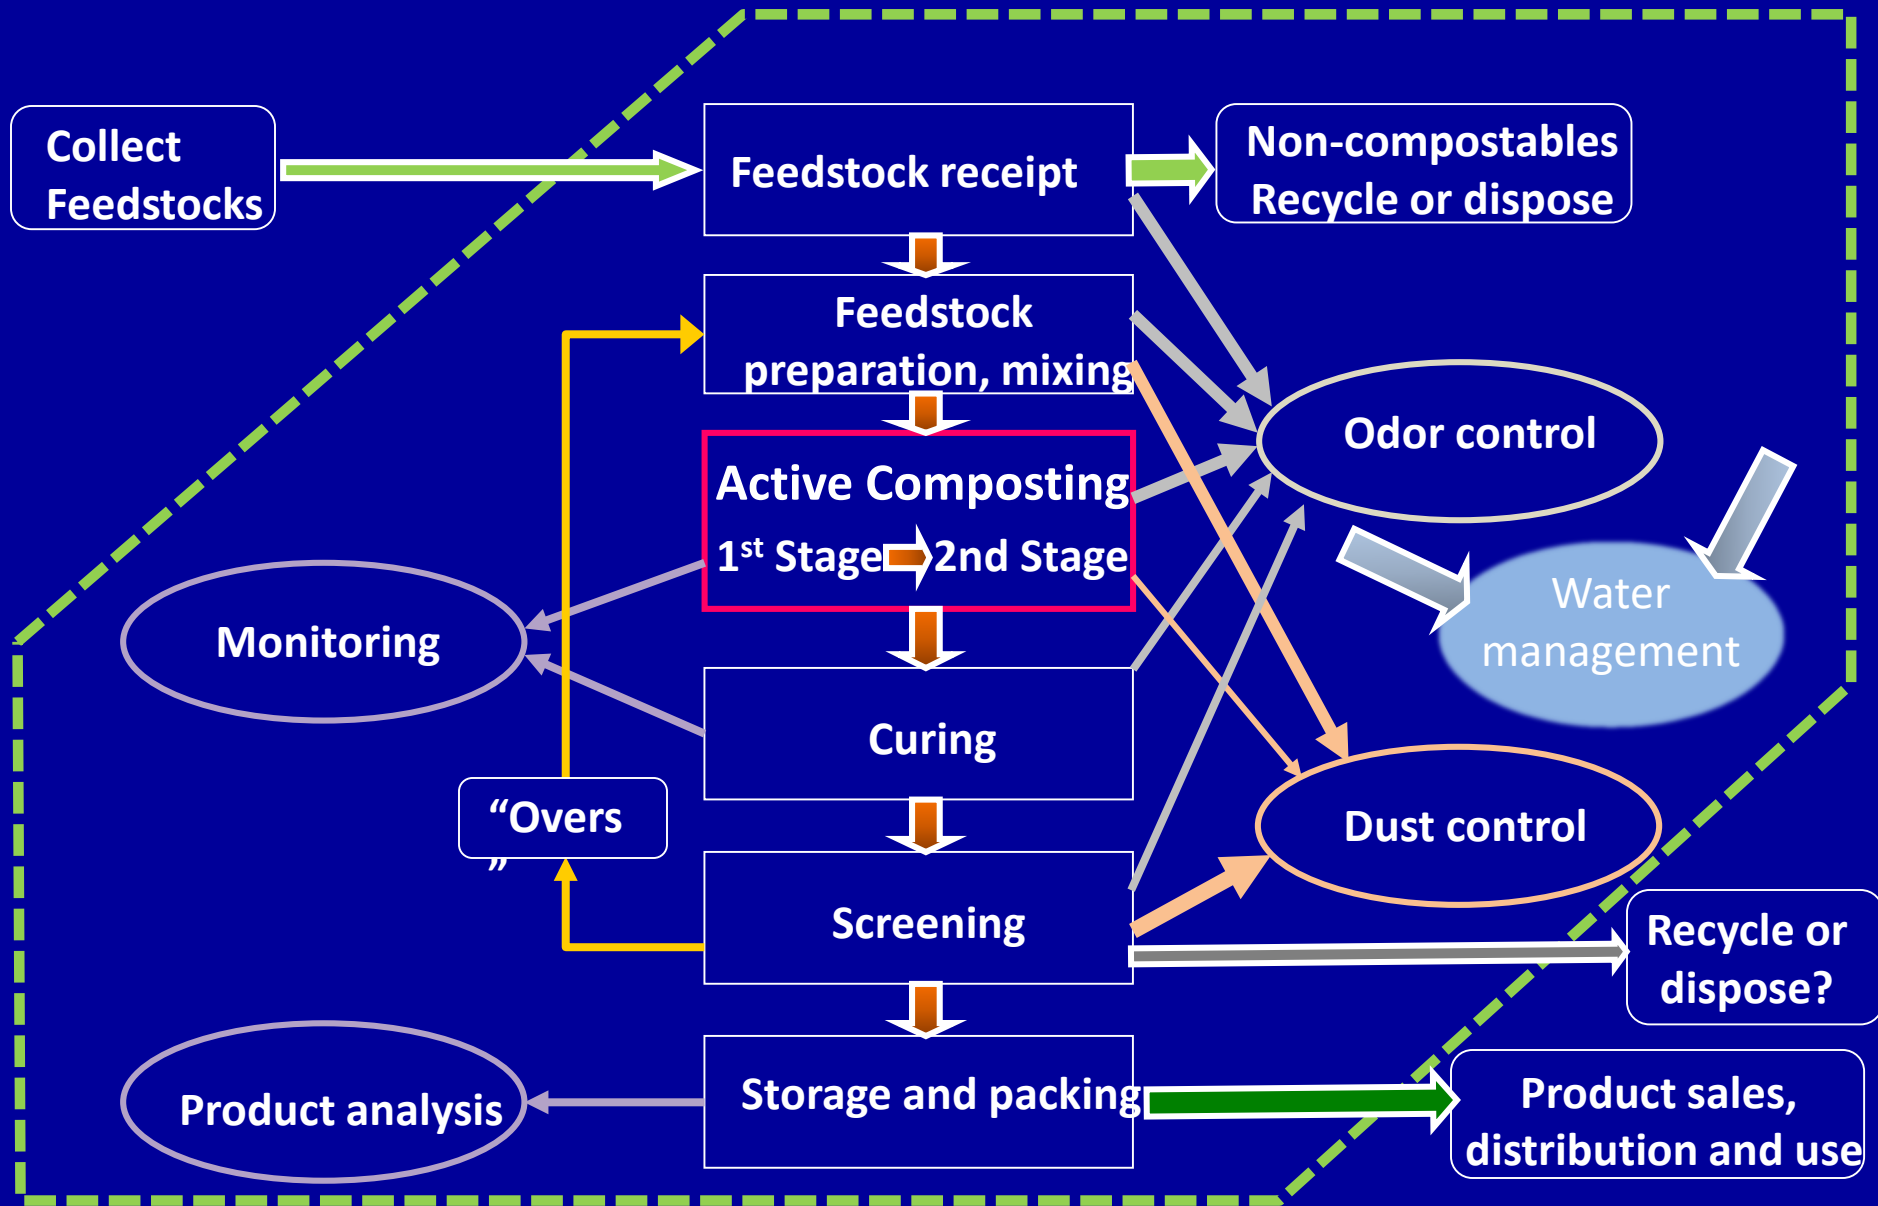 Collect
Feedstocks
Feedstock receipt
Non-compostables
Recycle or dispose
Feedstock
preparation, mixing
Odor control
Active Composting
1st Stage 2nd Stage
Water
management
Monitoring
Curing
“Overs
”
Dust control
Screening
Recycle or
dispose?
Storage and packing
Product analysis
Product sales,
distribution and use